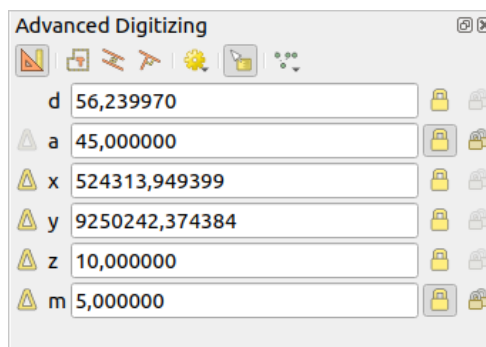 Advanced Digitizing
d 56,239970
a 45,000000
x 524313,949399
y 9250242,374384
z 10,000000
m 5,000000